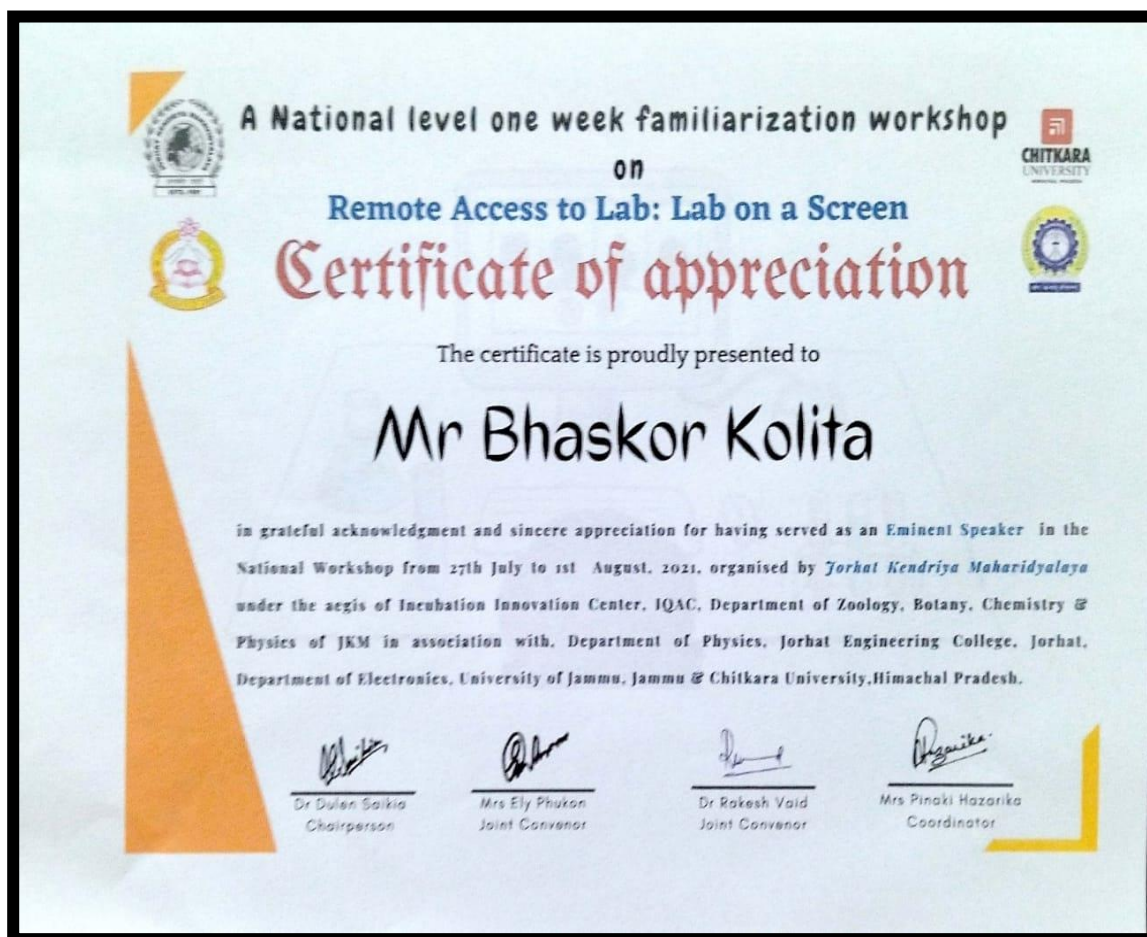 A National level one week familiarization workshop
on
Remote Access to Lab: Lab on a Screen
CHITKARA
UNIVERSITY
Certificate of appreciation
The certificate is proudly presented to
Mr Bhaskor Kolita
in grateful acknowledgment and sincere appreciation for having served as an Eminent Speaker in the
National Workshop from 27th July to 1st August, 2021, organised by Jorhat Kendriya Mahavidyalaya
under the aegis of Incubation Innovation Center, IQAC, Department of Zoology, Botany, Chemistry &
Physics of JKM in association with, Department of Physics, Jorhat Engineering College, Jorhat,
Department of Electronics, University of Jammu, Jammu & Chitkara University,Himachal Pradesh.
Dr Dulen Saikia
Chairperson
Mrs Ely Phukon
Joint Convenor
Dr Rakesh Vaid
Joint Convenor
Hazarika
Mrs Pinaki Hazarika
Coordinator